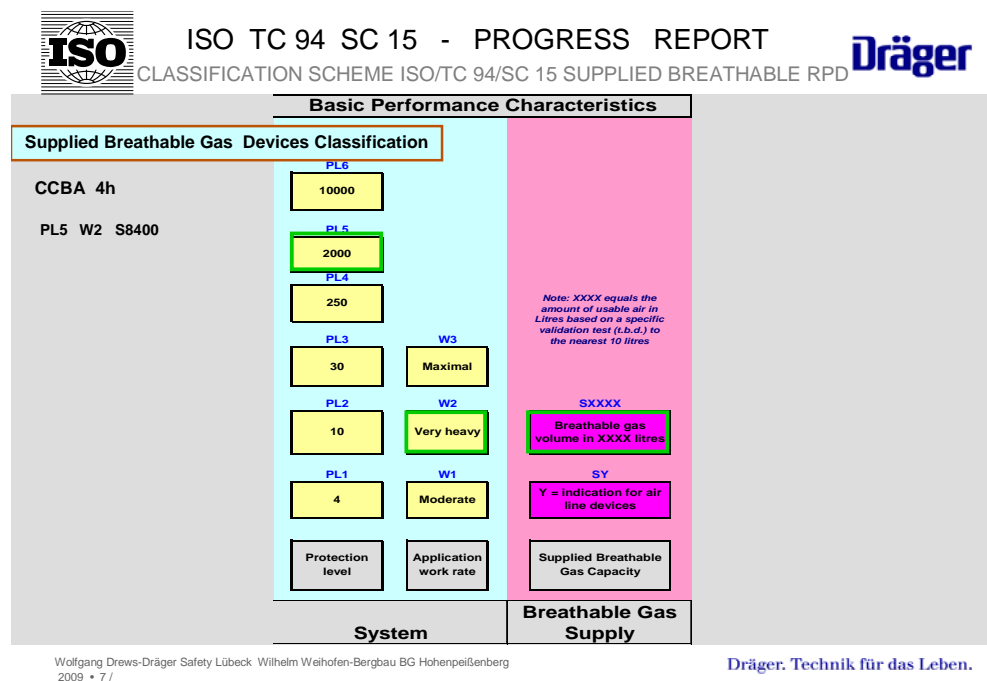 ISO
ISO TC 94 SC 15 - PROGRESS REPORT
CLASSIFICATION SCHEME ISO/TC 94/SC 15 SUPPLIED BREATHABLE RPD
Dräger
Basic Performance Characteristics
Supplied Breathable Gas Devices Classification
CCBA 4h
PL5 W2 S8400
PL6
10000
PL5
2000
PL4
250
Note: XXXX equals the
amount of usable air in
Litres based on a specific
validation test (t.b.d.) to
the nearest 10 litres
PL3
30
W3
Maximal
PL2
10
W2
Very heavy
SXXXX
Breathable gas
volume in XXXX litres
PL1
4
W1
Moderate
SY
Y = indication for air
line devices
Protection
level
Application
work rate
Supplied Breathable
Gas Capacity
System
Breathable Gas
Supply
Wolfgang Drews-Dräger Safety Lübeck Wilhelm Weihofen-Bergbau BG Hohenpeißenberg
2009 • 7 /
Dräger. Technik für das Leben.